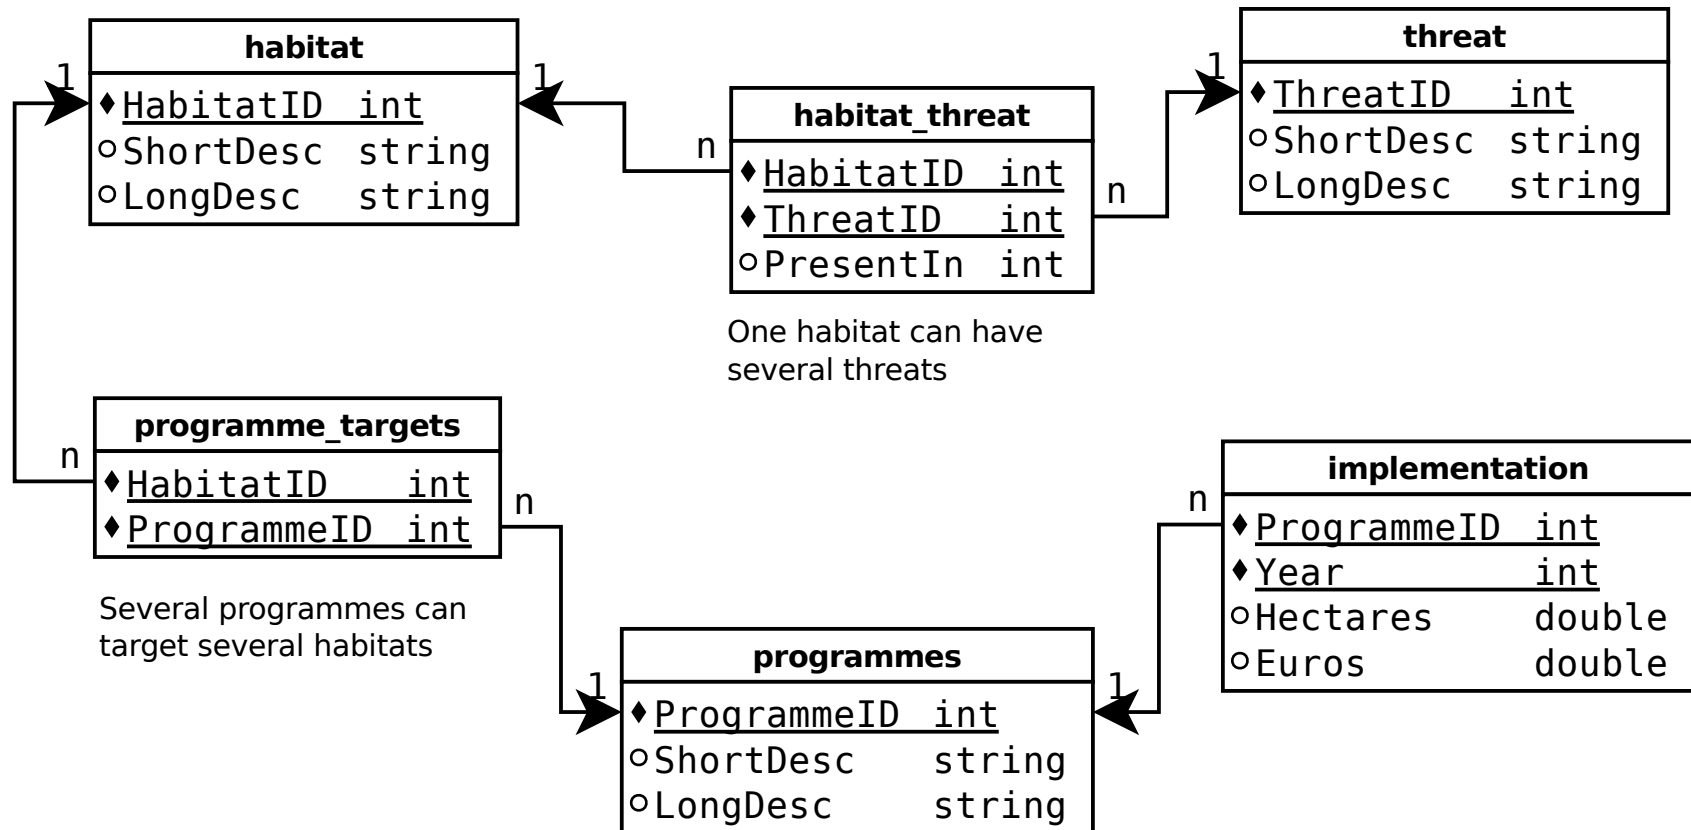 habitat
1
HabitatID int
ShortDesc string
LongDesc string
1
n
habitat_threat
HabitatID int
ThreatID int
PresentIn int
n
One habitat can have
several threats
1
threat
ThreatID int
ShortDesc string
LongDesc string
n
programme_targets
HabitatID int
ProgrammeID int
n
Several programmes can
target several habitats
1
programmes
ProgrammeID int
ShortDesc string
LongDesc string
1
n
implementation
ProgrammeID int
Year int
Hectares double
Euros double